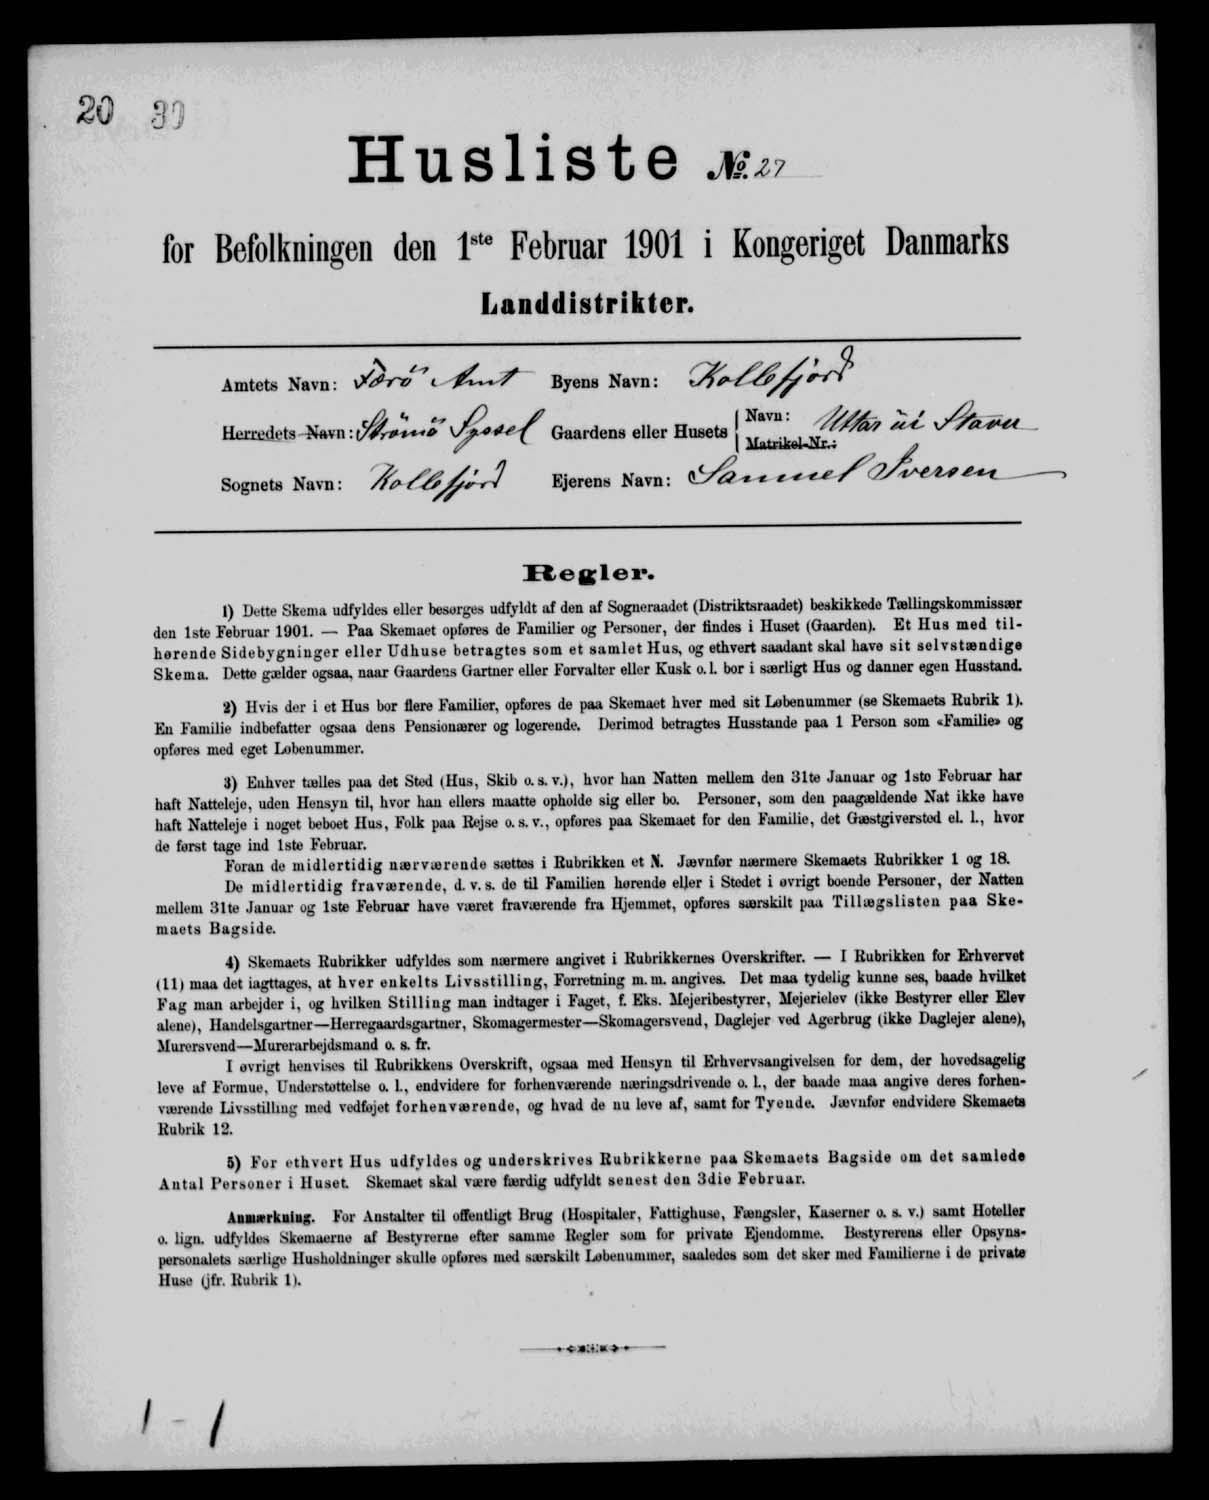 20 30
Husliste No. 27
for Befolkningen den 1ste Februar 1901 i Kongeriget Danmarks
Landdistrikter.
Amtets Navn: Færö Amt Byens Navn: Kollefjord
Herredets Navn: Strömö Syssel Gaardens eller Husets Navn: Uttar úi Stovu
Matrikel-Nr.:
Sognets Navn: Kollefjord Ejerens Navn: Samuel Iversen
Regler.
1) Dette Skema udfyldes eller besørges udfyldt af den af Sogneraadet (Distriktsraadet) beskikkede Tællingskommissær
den 1ste Februar 1901. — Paa Skemaet opføres de Familier og Personer, der findes i Huset (Gaarden). Et Hus med til-
hørende Sidebygninger eller Udhuse betragtes som et samlet Hus, og ethvert saadant skal have sit selvstændige
Skema. Dette gælder ogsaa, naar Gaardens Gartner eller Forvalter eller Kusk o. l. bor i særligt Hus og danner egen Husstand.
2) Hvis der i et Hus bor flere Familier, opføres de paa Skemaet hver med sit Løbenummer (se Skemaets Rubrik 1).
En Familie indbefatter ogsaa dens Pensionærer og logerende. Derimod betragtes Husstande paa 1 Person som «Familie» og
opføres med eget Løbenummer.
3) Enhver tælles paa det Sted (Hus, Skib o. s. v.), hvor han Natten mellem den 31te Januar og 1ste Februar har
haft Natteleje, uden Hensyn til, hvor han ellers maatte opholde sig eller bo. Personer, som den paagældende Nat ikke have
haft Natteleje i noget beboet Hus, Folk paa Rejse o. s. v., opføres paa Skemaet for den Familie, det Gæstgiversted el. l., hvor
de først tage ind 1ste Februar.
Foran de midlertidig nærværende sættes i Rubrikken et N. Jævnfør nærmere Skemaets Rubrikker 1 og 18.
De midlertidig fraværende, d. v. s. de til Familien hørende eller i Stedet i øvrigt boende Personer, der Natten
mellem 31te Januar og 1ste Februar have været fraværende fra Hjemmet, opføres særskilt paa Tillægslisten paa Ske-
maets Bagside.
4) Skemaets Rubrikker udfyldes som nærmere angivet i Rubrikkernes Overskrifter. — I Rubrikken for Erhvervet
(11) maa det iagttages, at hver enkelts Livsstilling, Forretning m. m. angives. Det maa tydelig kunne ses, baade hvilket
Fag man arbejder i, og hvilken Stilling man indtager i Faget, f. Eks. Mejeribestyrer, Mejerielev (ikke Bestyrer eller Elev
alene), Handelsgartner—Herregaardsgartner, Skomagermester—Skomagersvend, Daglejer ved Agerbrug (ikke Daglejer alene),
Murersvend—Murerarbejdsmand o. s. fr.
I øvrigt henvises til Rubrikkens Overskrift, ogsaa med Hensyn til Erhvervsangivelsen for dem, der hovedsagelig
leve af Formue, Understøttelse o. l., endvidere for forhenværende næringsdrivende o. l., der baade maa angive deres forhen-
værende Livsstilling med vedføjet forhenværende, og hvad de nu leve af, samt for Tyende. Jævnfør endvidere Skemaets
Rubrik 12.
5) For ethvert Hus udfyldes og underskrives Rubrikkerne paa Skemaets Bagside om det samlede
Antal Personer i Huset. Skemaet skal være færdig udfyldt senest den 3die Februar.
Anmærkning. For Anstalter til offentligt Brug (Hospitaler, Fattighuse, Fængsler, Kaserner o. s. v.) samt Hoteller
o. lign. udfyldes Skemaerne af Bestyrerne efter samme Regler som for private Ejendomme. Bestyrerens eller Opsyns-
personalets særlige Husholdninger skulle opføres med særskilt Løbenummer, saaledes som det sker med Familierne i de private
Huse (jfr. Rubrik 1).
1 - 1